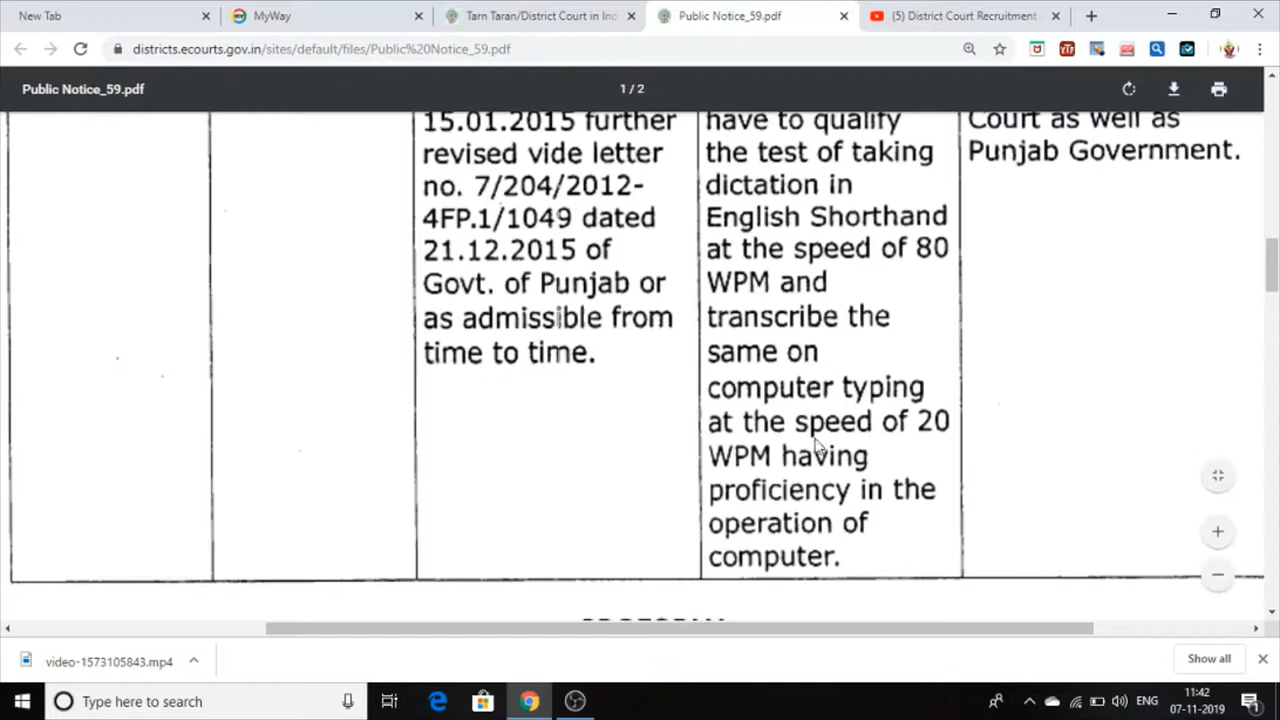 New Tab
MyWay
Tarn Taran/District Court in Ind
Public Notice_59.pdf
(5) District Court Recruitment
districts.ecourts.gov.in/sites/default/files/Public%20Notice_59.pdf
Public Notice_59.pdf
1 / 2
15.01.2015 further
revised vide letter
no. 7/204/2012-
4FP.1/1049 dated
21.12.2015 of
Govt. of Punjab or
as admissible from
time to time.
have to qualify
the test of taking
dictation in
English Shorthand
at the speed of 80
WPM and
transcribe the
same on
computer typing
at the speed of 20
WPM having
proficiency in the
operation of
computer.
Court as well as
Punjab Government.
video-1573105843.mp4
Show all
Type here to search
ENG
11:42
07-11-2019